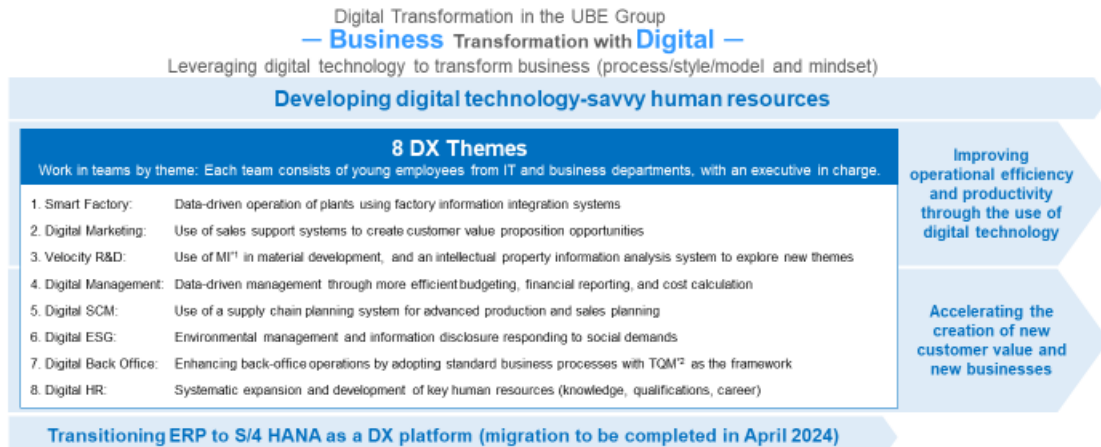 Digital Transformation in the UBE Group
— Business Transformation with Digital —
Leveraging digital technology to transform business (process/style/model and mindset)
Developing digital technology-savvy human resources
8 DX Themes
Work in teams by theme: Each team consists of young employees from IT and business departments, with an executive in charge.
1. Smart Factory: Data-driven operation of plants using factory information integration systems
2. Digital Marketing: Use of sales support systems to create customer value proposition opportunities
3. Velocity R&D: Use of MI*1 in material development, and an intellectual property information analysis system to explore new themes
4. Digital Management: Data-driven management through more efficient budgeting, financial reporting, and cost calculation
5. Digital SCM: Use of a supply chain planning system for advanced production and sales planning
6. Digital ESG: Environmental management and information disclosure responding to social demands
7. Digital Back Office: Enhancing back-office operations by adopting standard business processes with TQM*2 as the framework
8. Digital HR: Systematic expansion and development of key human resources (knowledge, qualifications, career)
Improving
operational efficiency
and productivity
through the use of
digital technology
Accelerating the
creation of new
customer value and
new businesses
Transitioning ERP to S/4 HANA as a DX platform (migration to be completed in April 2024)